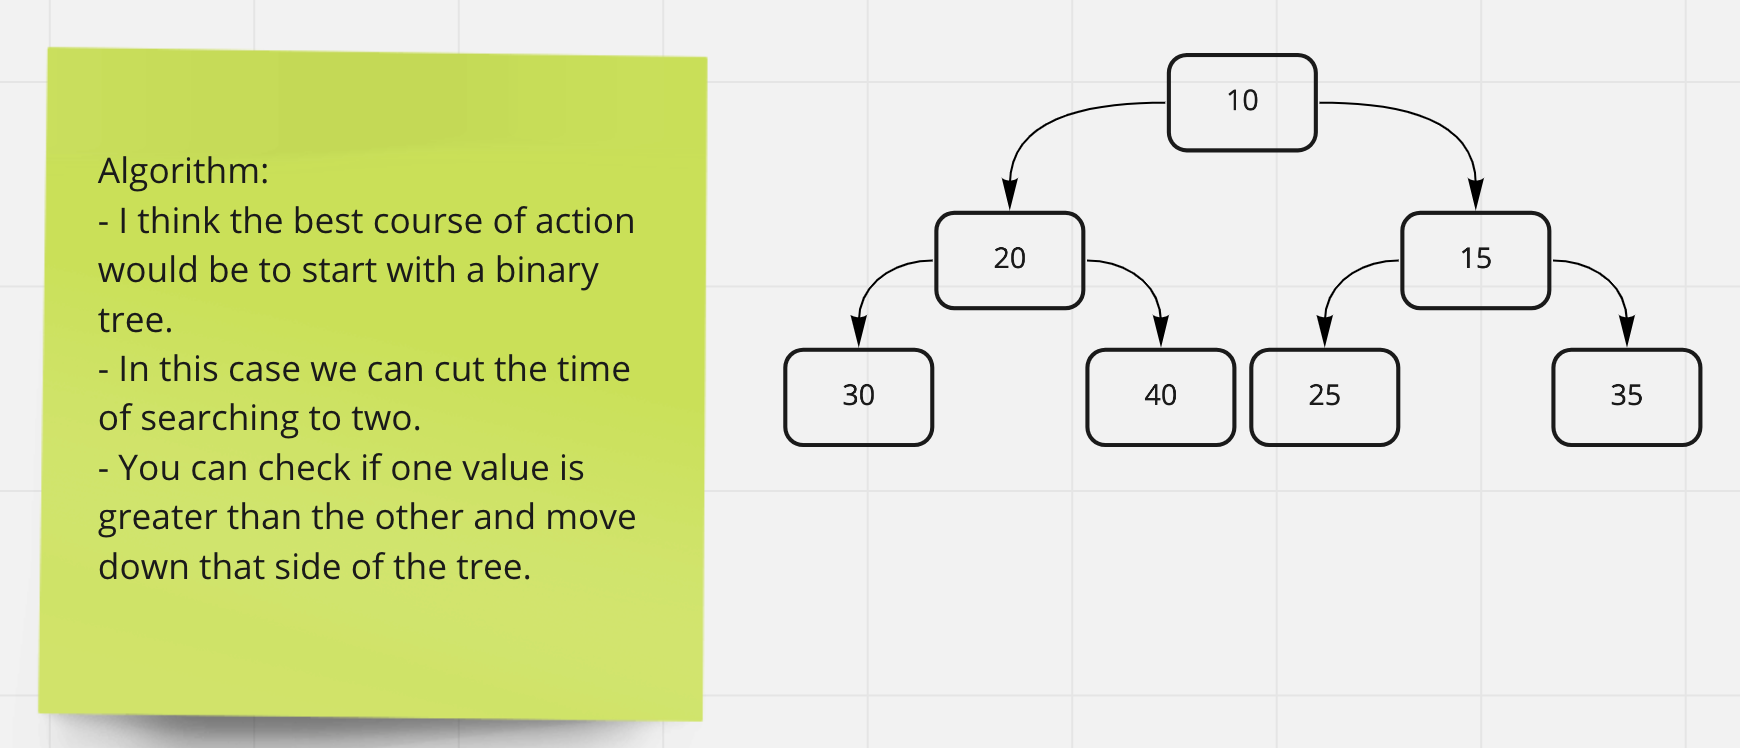 Algorithm:
- I think the best course of action
would be to start with a binary
tree.
- In this case we can cut the time
of searching to two.
- You can check if one value is
greater than the other and move
down that side of the tree.
10
20
15
30
40
25
35